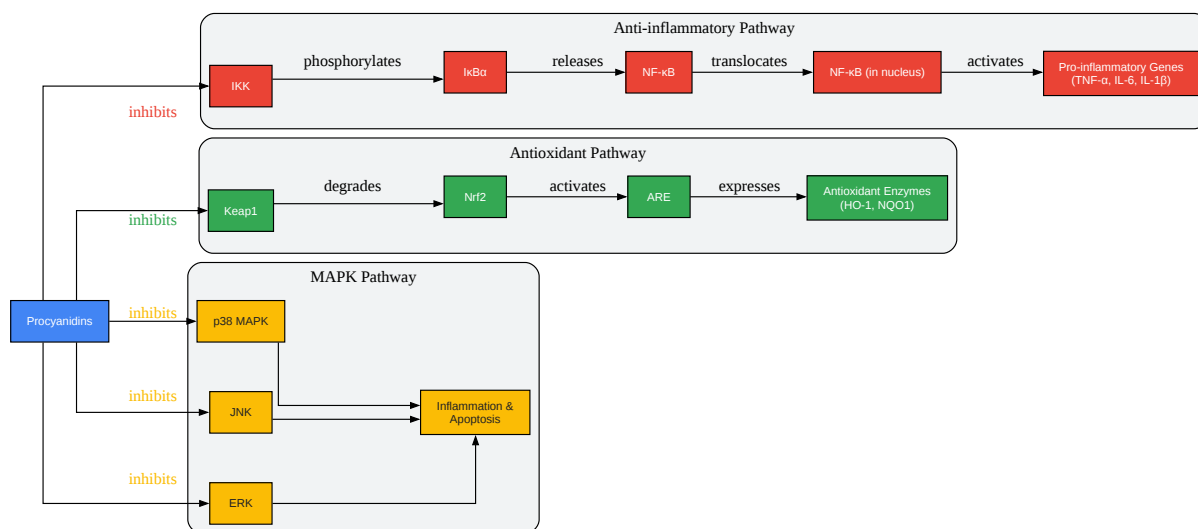 Anti-inflammatory Pathway
IKK
phosphorylates
IκBα
releases
NF-κB
translocates
NF-κB (in nucleus)
activates
Pro-inflammatory Genes
(TNF-α, IL-6, IL-1β)
inhibits
Antioxidant Pathway
Keap1
degrades
Nrf2
activates
ARE
expresses
Antioxidant Enzymes
(HO-1, NQO1)
inhibits
MAPK Pathway
Procyanidins
inhibits
p38 MAPK
inhibits
JNK
Inflammation &
Apoptosis
inhibits
ERK